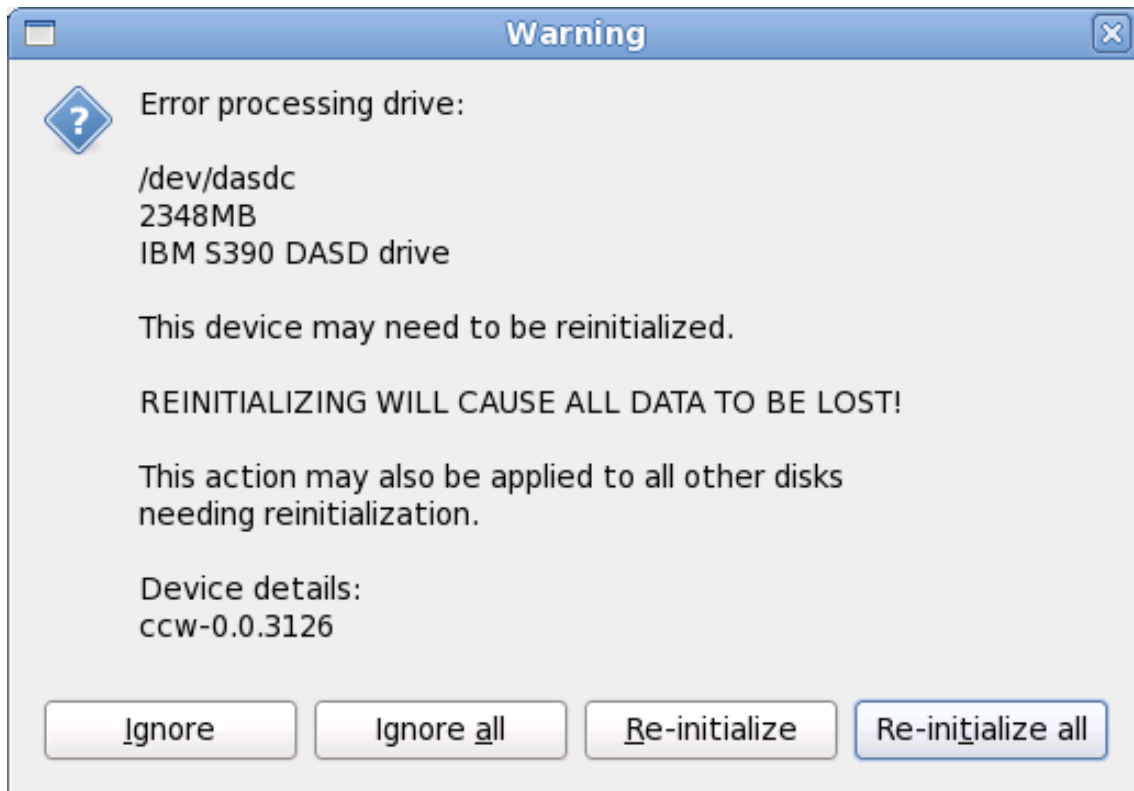 Warning
Error processing drive:
/dev/dasdc
2348MB
IBM S390 DASD drive
This device may need to be reinitialized.
REINITIALIZING WILL CAUSE ALL DATA TO BE LOST!
This action may also be applied to all other disks
needing reinitialization.
Device details:
ccw-0.0.3126
Ignore Ignore all Re-initialize Re-initialize all